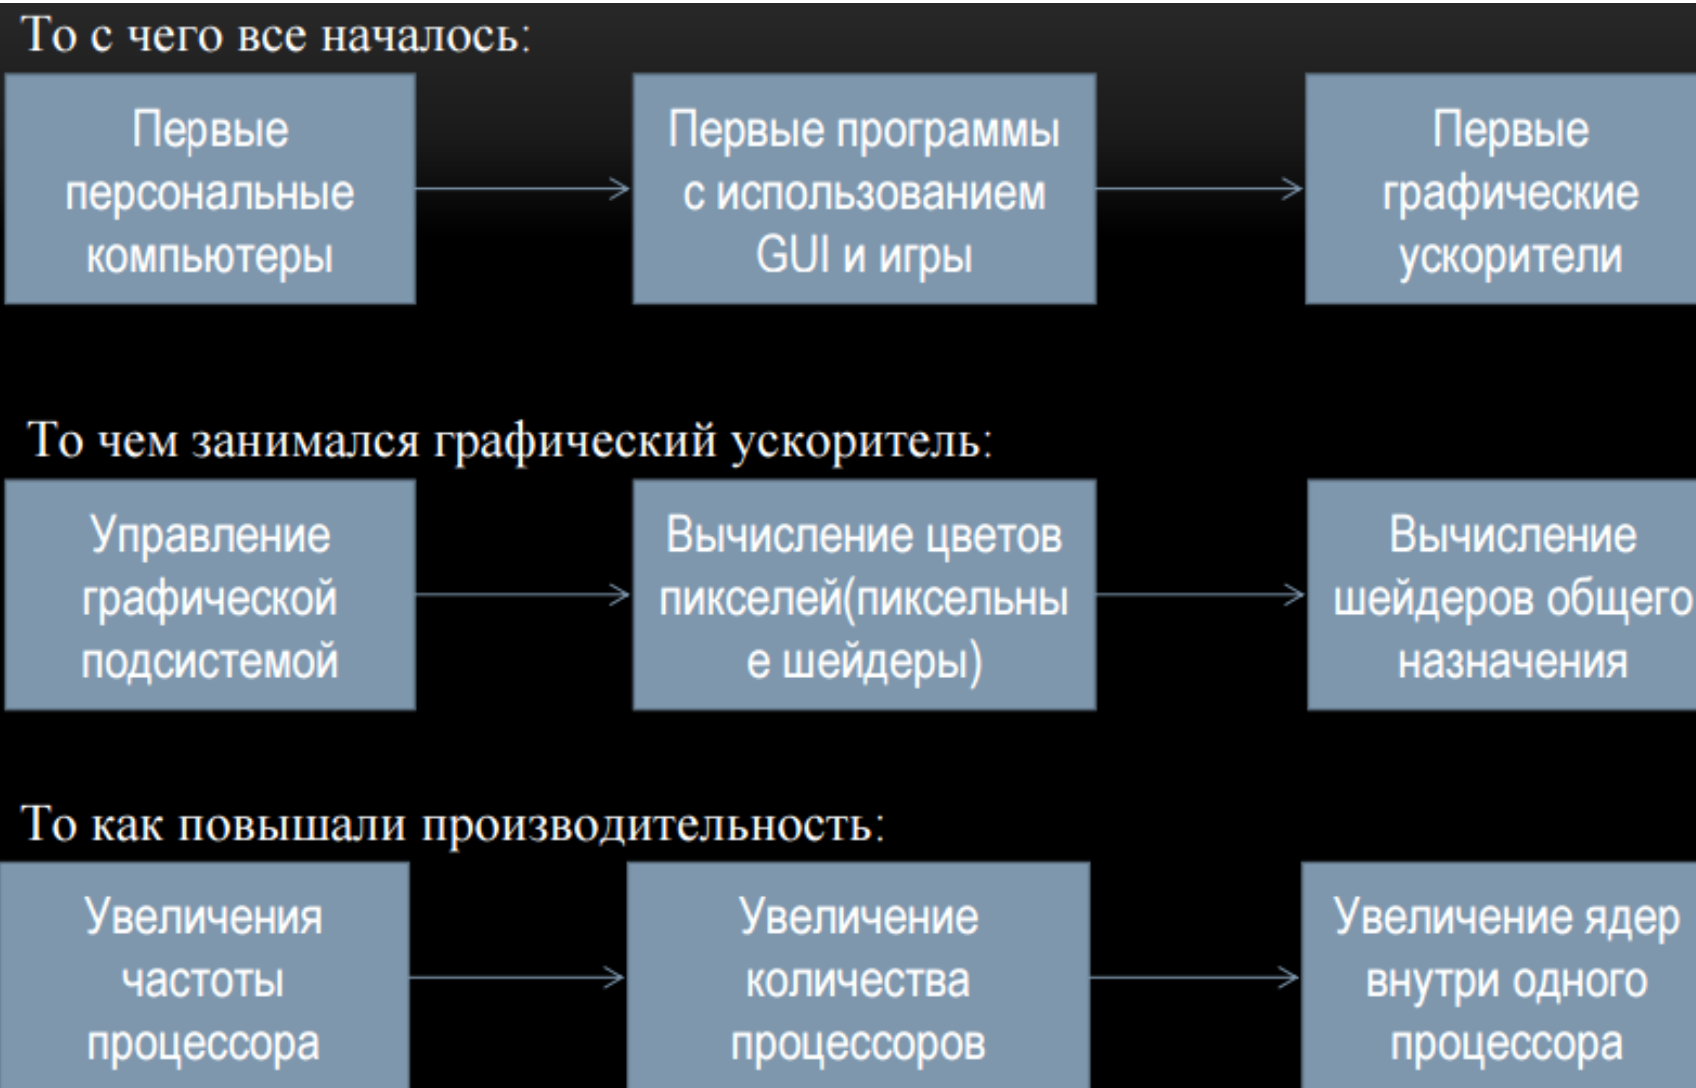 То с чего все началось:
Первые
персональные
компьютеры
Первые программы
с использованием
GUI и игры
Первые
графические
ускорители
То чем занимался графический ускоритель:
Управление
графической
подсистемой
Вычисление цветов
пикселей(пиксельны
е шейдеры)
Вычисление
шейдеров общего
назначения
То как повышали производительность:
Увеличения
частоты
процессора
Увеличение
количества
процессоров
Увеличение ядер
внутри одного
процессора